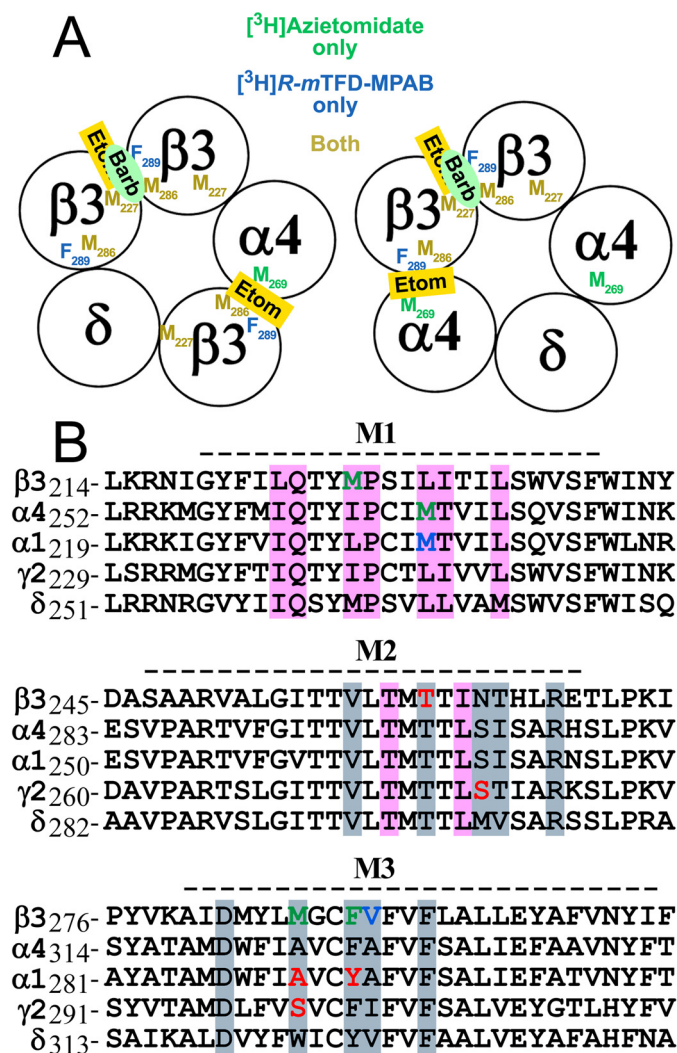 A
[³H]Azietomidate
only
[³H]R-mTFD-MPAB
only
Both
Etom
Barb
F₂₈₉
β3
M₂₈₆
M₂₂₇
β3
M₂₂₇
M₂₈₆
F₂₈₉
α4
M₂₆₉
Etom
δ
M₂₈₆
M₂₂₇
β3
F₂₈₉
Etom
Barb
F₂₈₉
β3
M₂₈₆
M₂₂₇
β3
M₂₂₇
M₂₈₆
F₂₈₉
α4
M₂₆₉
Etom
M₂₆₉
α4
δ
B
M1
β3₂₁₄- LKRNIGYFILQTYMPSILITILSWVSFWINY
α4₂₅₂- LRRKMGYFMIQTYIPCIMTVILSQVSFWINK
α1₂₁₉- LKRKIGYFVIQTYLPCIMTVILSQVSFWLNR
γ2₂₂₉- LSRRMGYFTIQTYIPCTLIVVLSWVSFWINK
δ₂₅₁- LRRNRGVYIIQSYMPSVLLVAMSWVSFWISQ
M2
β3₂₄₅- DASAARVALGITTVLTMTTINTHLRETLPKI
α4₂₈₃- ESVPARTVFGITTVLTMTTLSISARHSLPKV
α1₂₅₀- ESVPARTVFGVTTVLTMTTLSISARNSLPKV
γ2₂₆₀- DAVPARTSLGITTVLTMTTLSTIARKSLPKV
δ₂₈₂- AAVPARVSLGITTVLTMTTLMVSARSSLPRA
M3
β3₂₇₆- PYVKAIDMYLMGCFVFVFLALLEYAFVNYIF
α4₃₁₄- SYATAMDWFIAVCFAFVFSALIEFAAVNYFT
α1₂₈₁- AYATAMDWFIAVCYAFVFSALIEFATVNYFT
γ2₂₉₁- SYVTAMDLFVSVCFIFVFSALVEYGTLHYFV
δ₃₁₃- SAIKALDVYFWICYVFVFAALVEYAFAHFNA